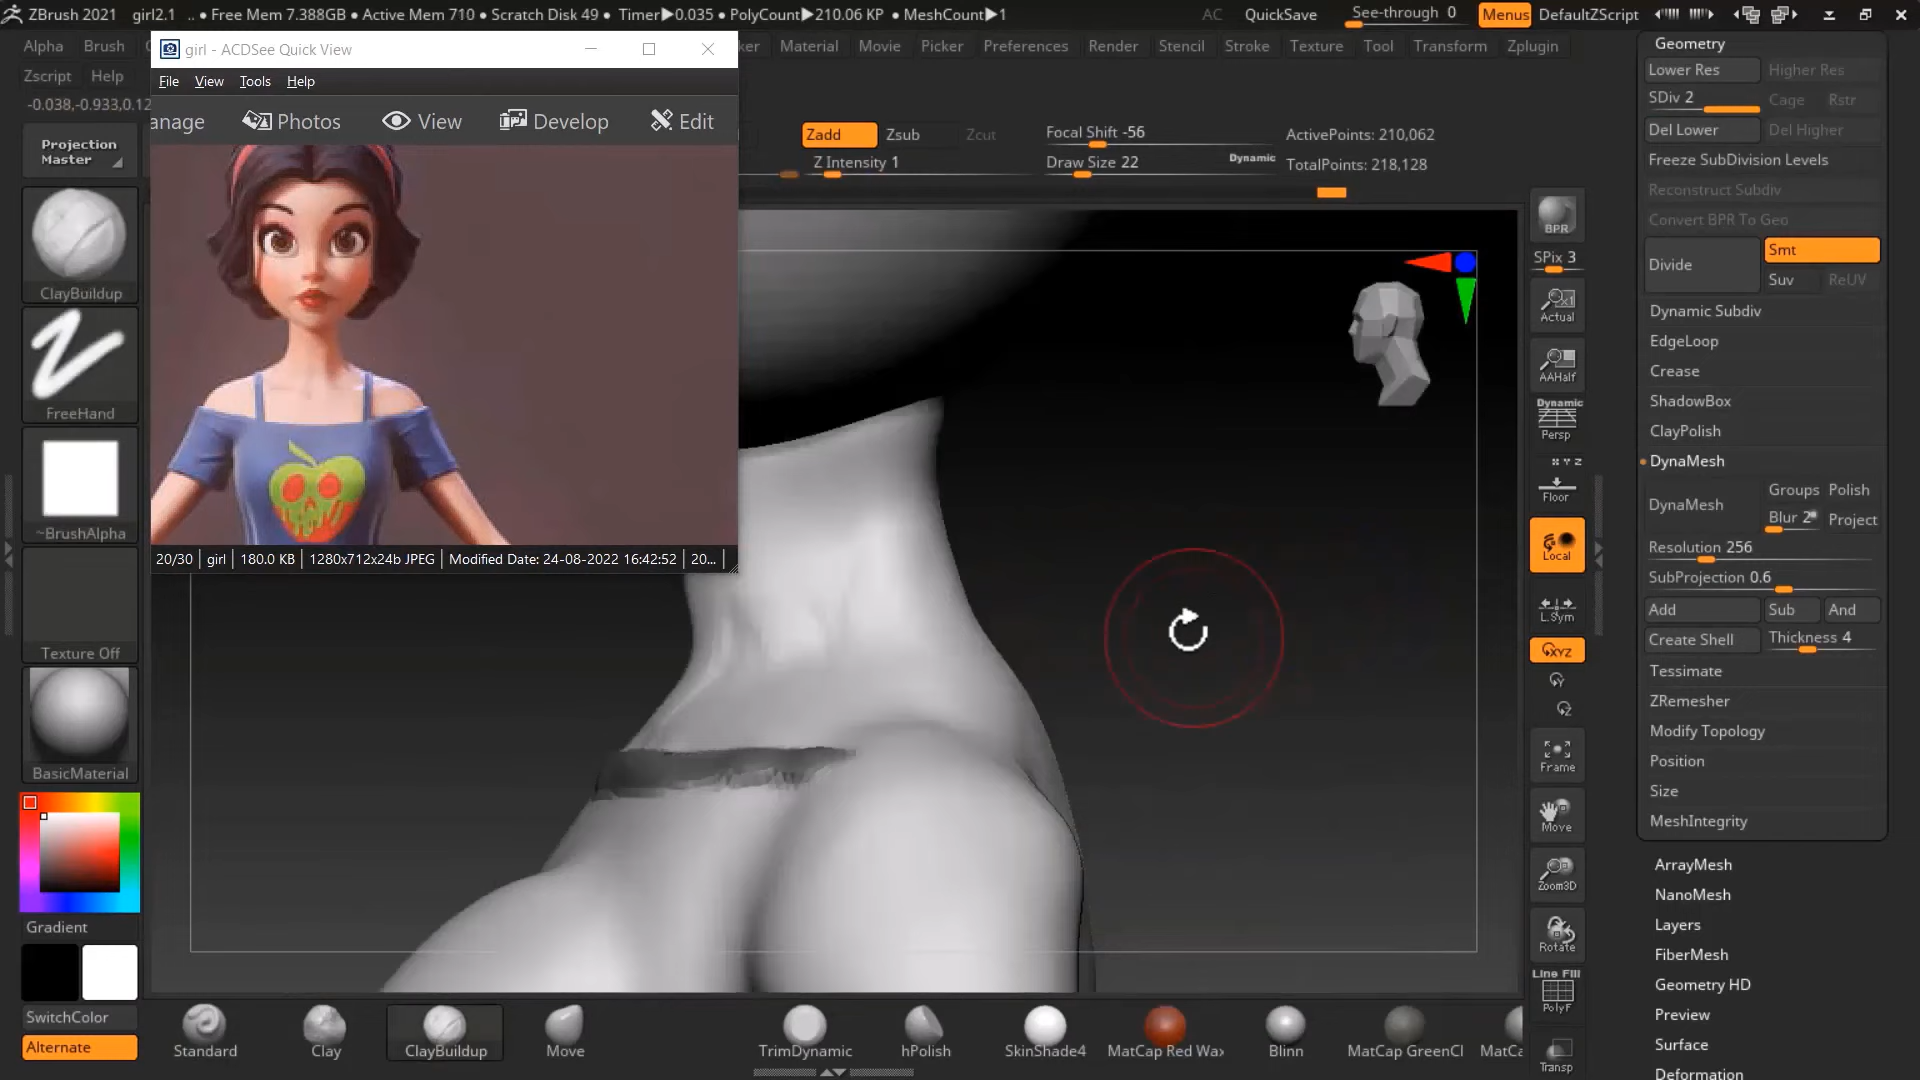 ZBrush 2021 girl2.1 .. • Free Mem 7.388GB • Active Mem 710 • Scratch Disk 49 • Timer▶0.035 • PolyCount▶210.06 KP • MeshCount▶1 AC QuickSave See-through 0 Menus DefaultZScript
Alpha Brush Material Movie Picker Preferences Render Stencil Stroke Texture Tool Transform Zplugin
Zscript Help
-0.038,-0.933,0.12
girl - ACDSee Quick View
File View Tools Help
anage Photos View Develop Edit
20/30 girl 180.0 KB 1280x712x24b JPEG Modified Date: 24-08-2022 16:42:52 20...
Projection
Master
ClayBuildup
FreeHand
~BrushAlpha
Texture Off
BasicMaterial
Gradient
SwitchColor
Alternate
Zadd Zsub Zcut
Z Intensity 1
Focal Shift -56
Draw Size 22 Dynamic
ActivePoints: 210,062
TotalPoints: 218,128
BPR
SPix 3
Actual
AAHalf
Dynamic
Persp
X Y Z
Floor
Local
L.Sym
XYZ
Y
Z
Frame
Move
Zoom3D
Rotate
Line Fill
PolyF
Transp
Geometry
Lower Res Higher Res
SDiv 2 Cage Rstr
Del Lower Del Higher
Freeze SubDivision Levels
Reconstruct Subdiv
Convert BPR To Geo
Divide Smt
Suv ReUV
Dynamic Subdiv
EdgeLoop
Crease
ShadowBox
ClayPolish
DynaMesh
DynaMesh Groups Polish
Blur 2 Project
Resolution 256
SubProjection 0.6
Add Sub And
Create Shell Thickness 4
Tessimate
ZRemesher
Modify Topology
Position
Size
MeshIntegrity
ArrayMesh
NanoMesh
Layers
FiberMesh
Geometry HD
Preview
Surface
Deformation
Standard Clay ClayBuildup Move TrimDynamic hPolish SkinShade4 MatCap Red Wax Blinn MatCap GreenCl MatCa